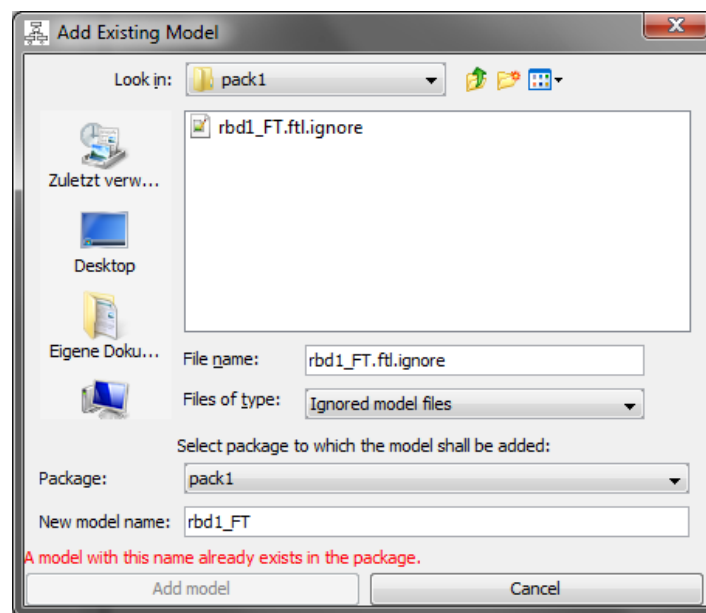 Add Existing Model
Look in: pack1
rbd1_FT.ftl.ignore
Zuletzt verw...
Desktop
Eigene Doku...
File name: rbd1_FT.ftl.ignore
Files of type: Ignored model files
Select package to which the model shall be added:
Package: pack1
New model name: rbd1_FT
A model with this name already exists in the package.
Add model Cancel